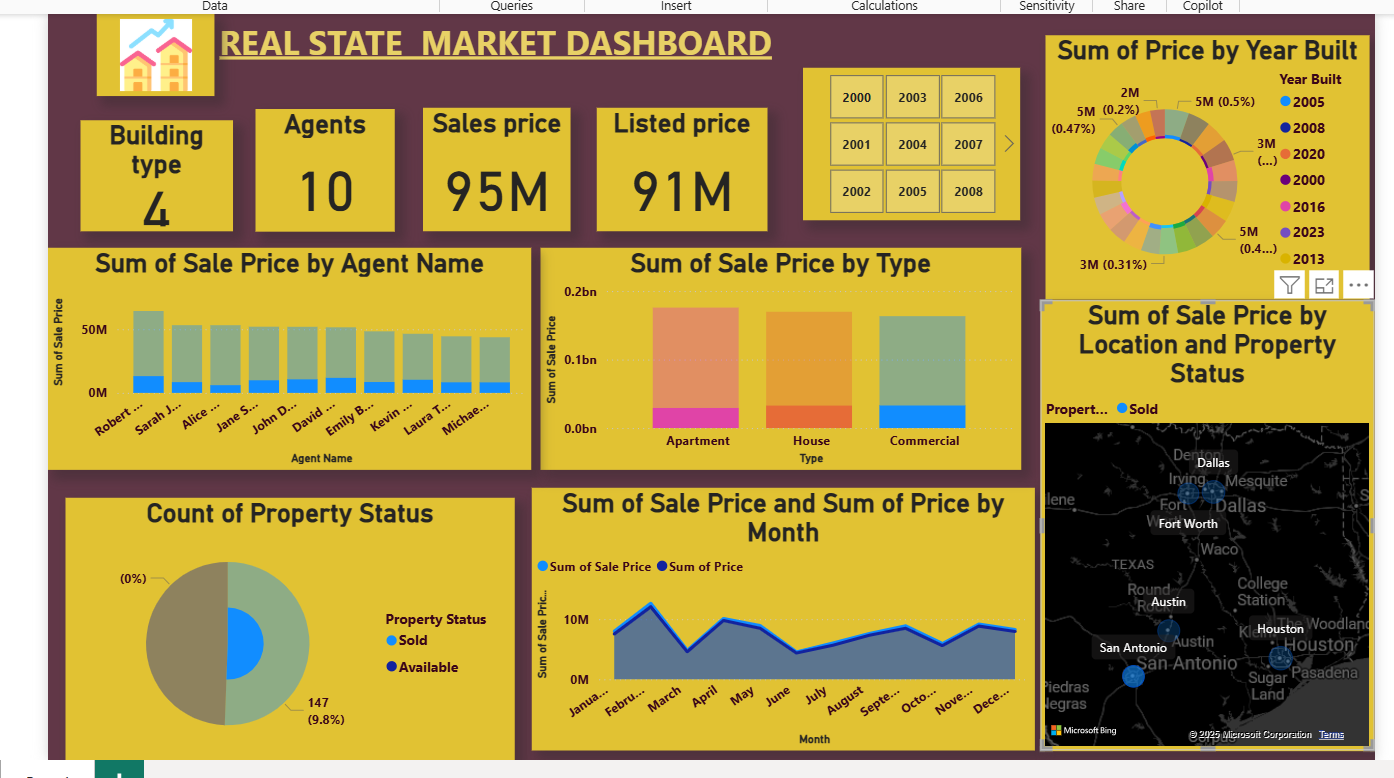 Data
Queries
Insert
Calculations
Sensitivity
Share
Copilot
REAL STATE MARKET DASHBOARD
Building
type
4
Agents
10
Sales price
95M
Listed price
91M
2000
2003
2006
2001
2004
2007
2002
2005
2008
Sum of Price by Year Built
2M
(0.2%)
5M
(0.47%)
5M (0.5%)
3M
(...)
5M
(0.4...)
3M (0.31%)
Year Built
2005
2008
2020
2000
2016
2023
2013
Sum of Sale Price by Agent Name
Sum of Sale Price
50M
0M
Robert ...
Sarah J...
Alice ...
Jane S...
John D...
David ...
Emily B...
Kevin ...
Laura T...
Michae...
Agent Name
Sum of Sale Price by Type
Sum of Sale Price
0.2bn
0.1bn
0.0bn
Apartment
House
Commercial
Type
Sum of Sale Price by
Location and Property
Status
Propert...
Sold
Denton
Dallas
Irving
Mesquite
lene
Fort
Dallas
Fort Worth
Waco
TEXAS
Round
College
Station
Austin
Austin
Houston
The Woodland
Houston
San Antonio
San Antonio
Sugar
Land
Pasadena
Piedras
Negras
Microsoft Bing
© 2025 Microsoft Corporation
Terms
Count of Property Status
(0%)
147
(9.8%)
Property Status
Sold
Available
Sum of Sale Price and Sum of Price by
Month
Sum of Sale Price
Sum of Price
Sum of Sale Pric...
10M
0M
Janua...
Febru...
March
April
May
June
July
August
Septe...
Octo...
Nove...
Dece...
Month